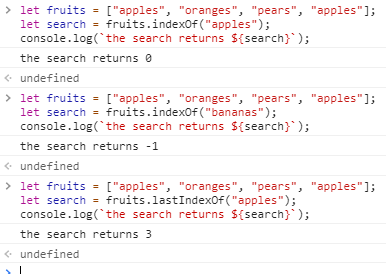 > let fruits = ["apples", "oranges", "pears", "apples"];
let search = fruits.indexOf("apples");
console.log(`the search returns ${search}`);
the search returns 0
<· undefined
> let fruits = ["apples", "oranges", "pears", "apples"];
let search = fruits.indexOf("bananas");
console.log(`the search returns ${search}`);
the search returns -1
<· undefined
> let fruits = ["apples", "oranges", "pears", "apples"];
let search = fruits.lastIndexOf("apples");
console.log(`the search returns ${search}`);
the search returns 3
<· undefined
>